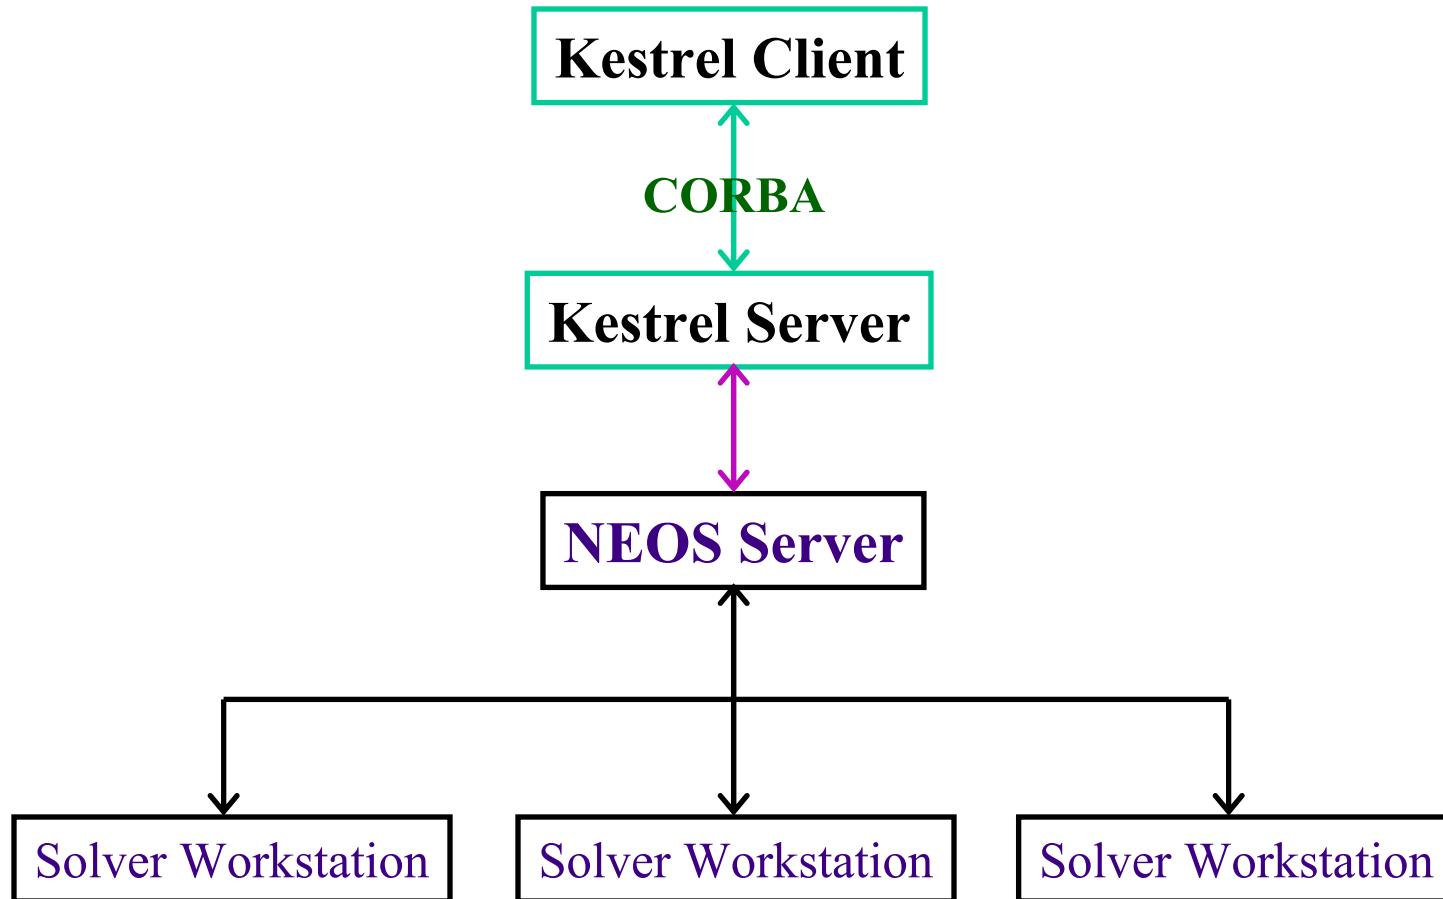 Kestrel Client
CORBA
Kestrel Server
NEOS Server
Solver Workstation
Solver Workstation
Solver Workstation